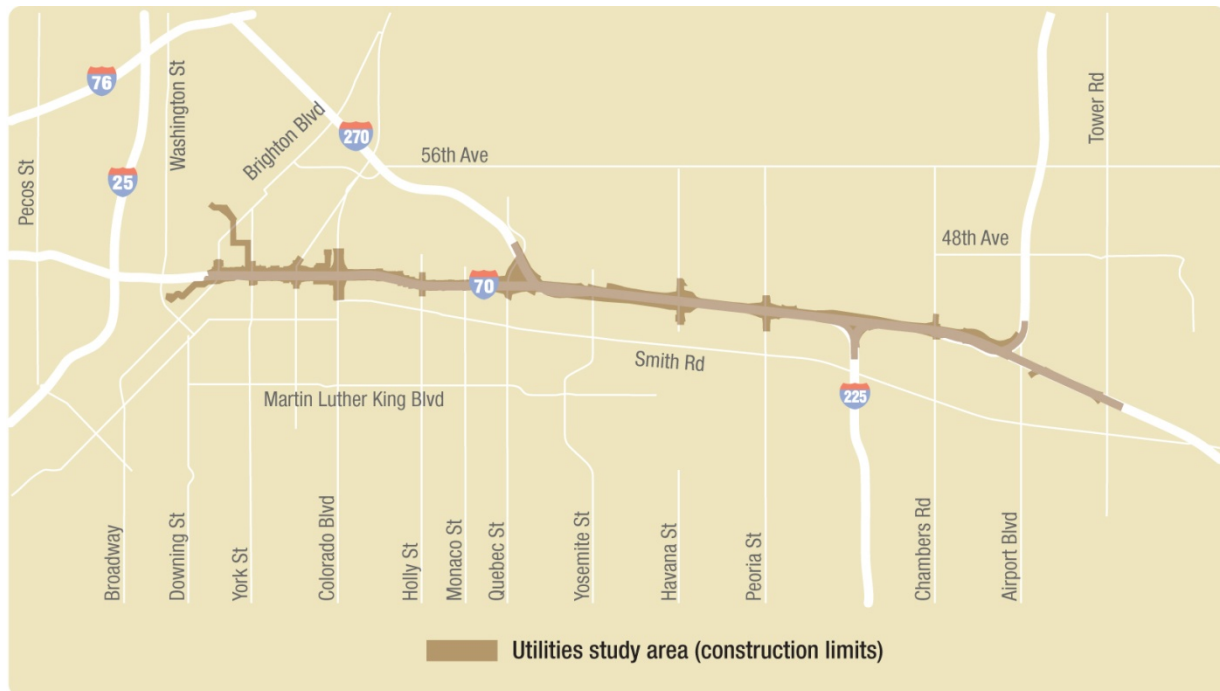 76
Pecos St
25
Washington St
Brighton Blvd
270
56th Ave
Tower Rd
48th Ave
70
Smith Rd
Martin Luther King Blvd
225
Broadway
Downing St
York St
Colorado Blvd
Holly St
Monaco St
Quebec St
Yosemite St
Havana St
Peoria St
Chambers Rd
Airport Blvd
Utilities study area (construction limits)